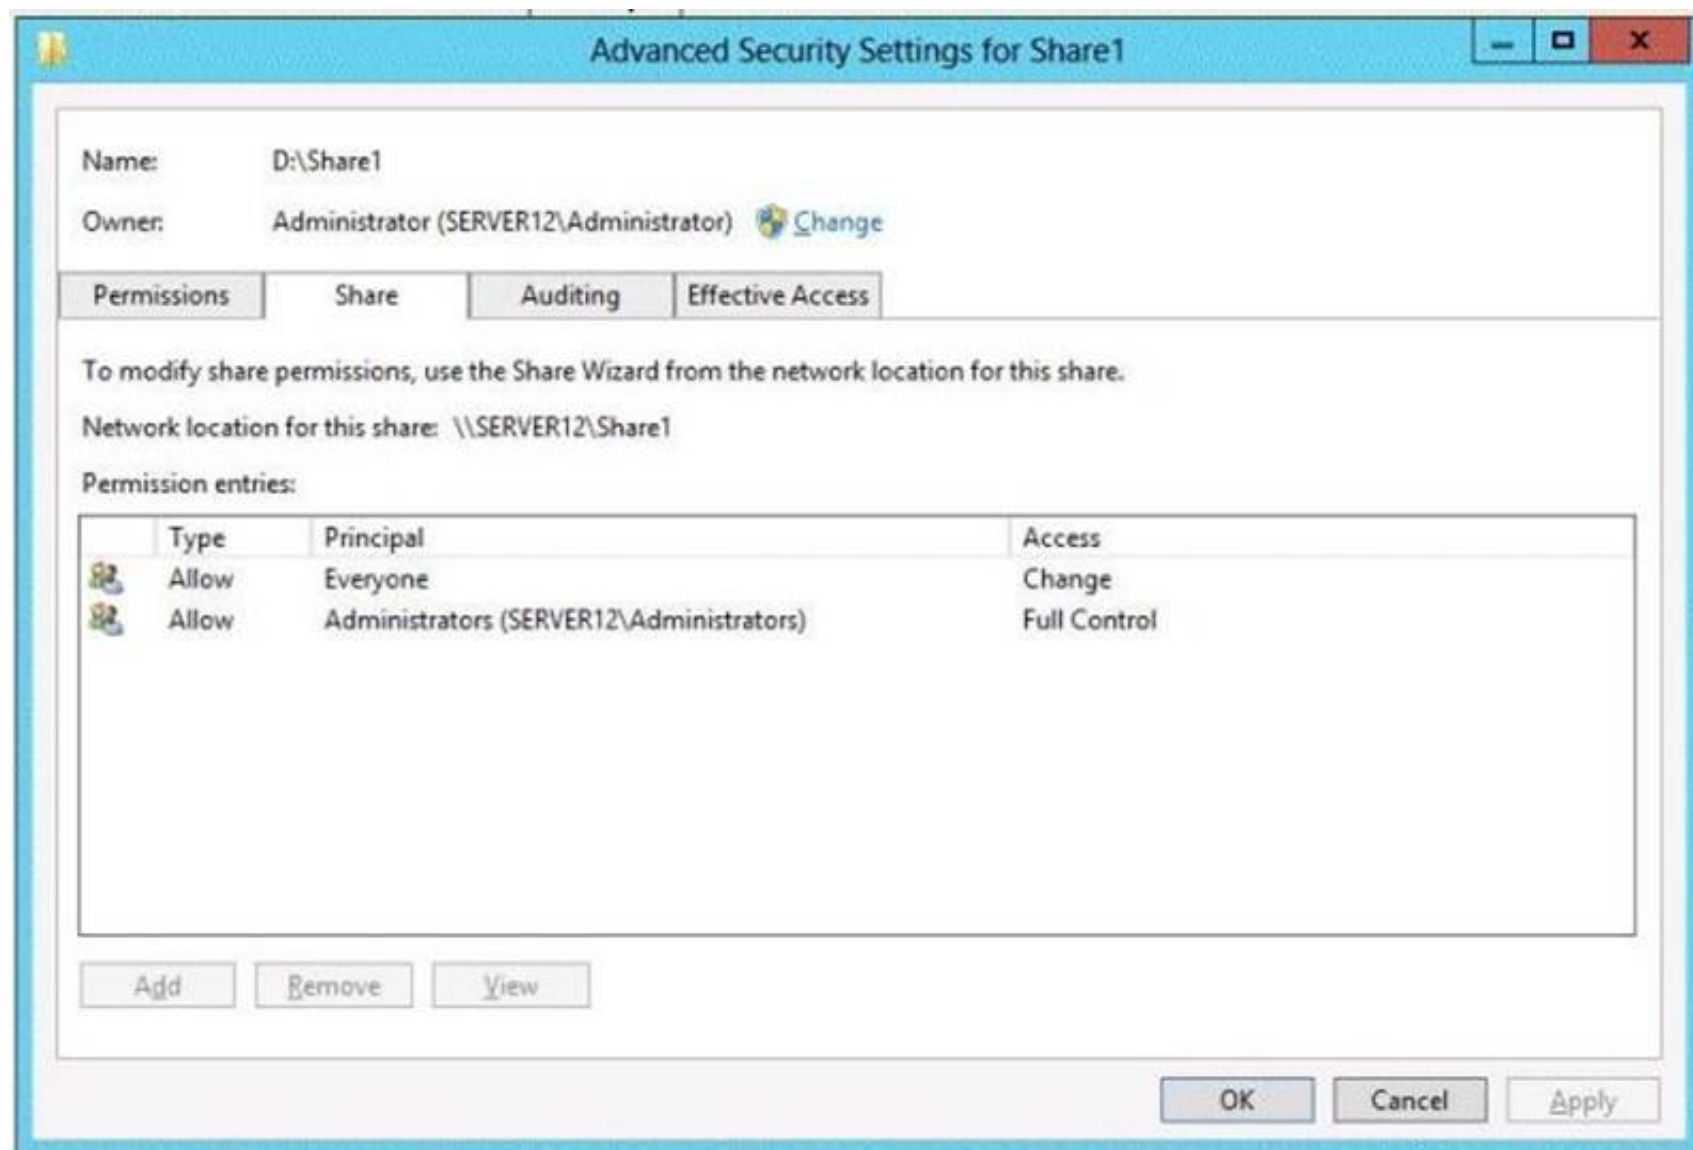 Advanced Security Settings for Share1
Name: D:\Share1
Owner: Administrator (SERVER12\Administrator) Change
Permissions Share Auditing Effective Access
To modify share permissions, use the Share Wizard from the network location for this share.
Network location for this share: \\SERVER12\Share1
Permission entries:
Type Principal Access
Allow Everyone Change
Allow Administrators (SERVER12\Administrators) Full Control
Add Remove View
OK Cancel Apply